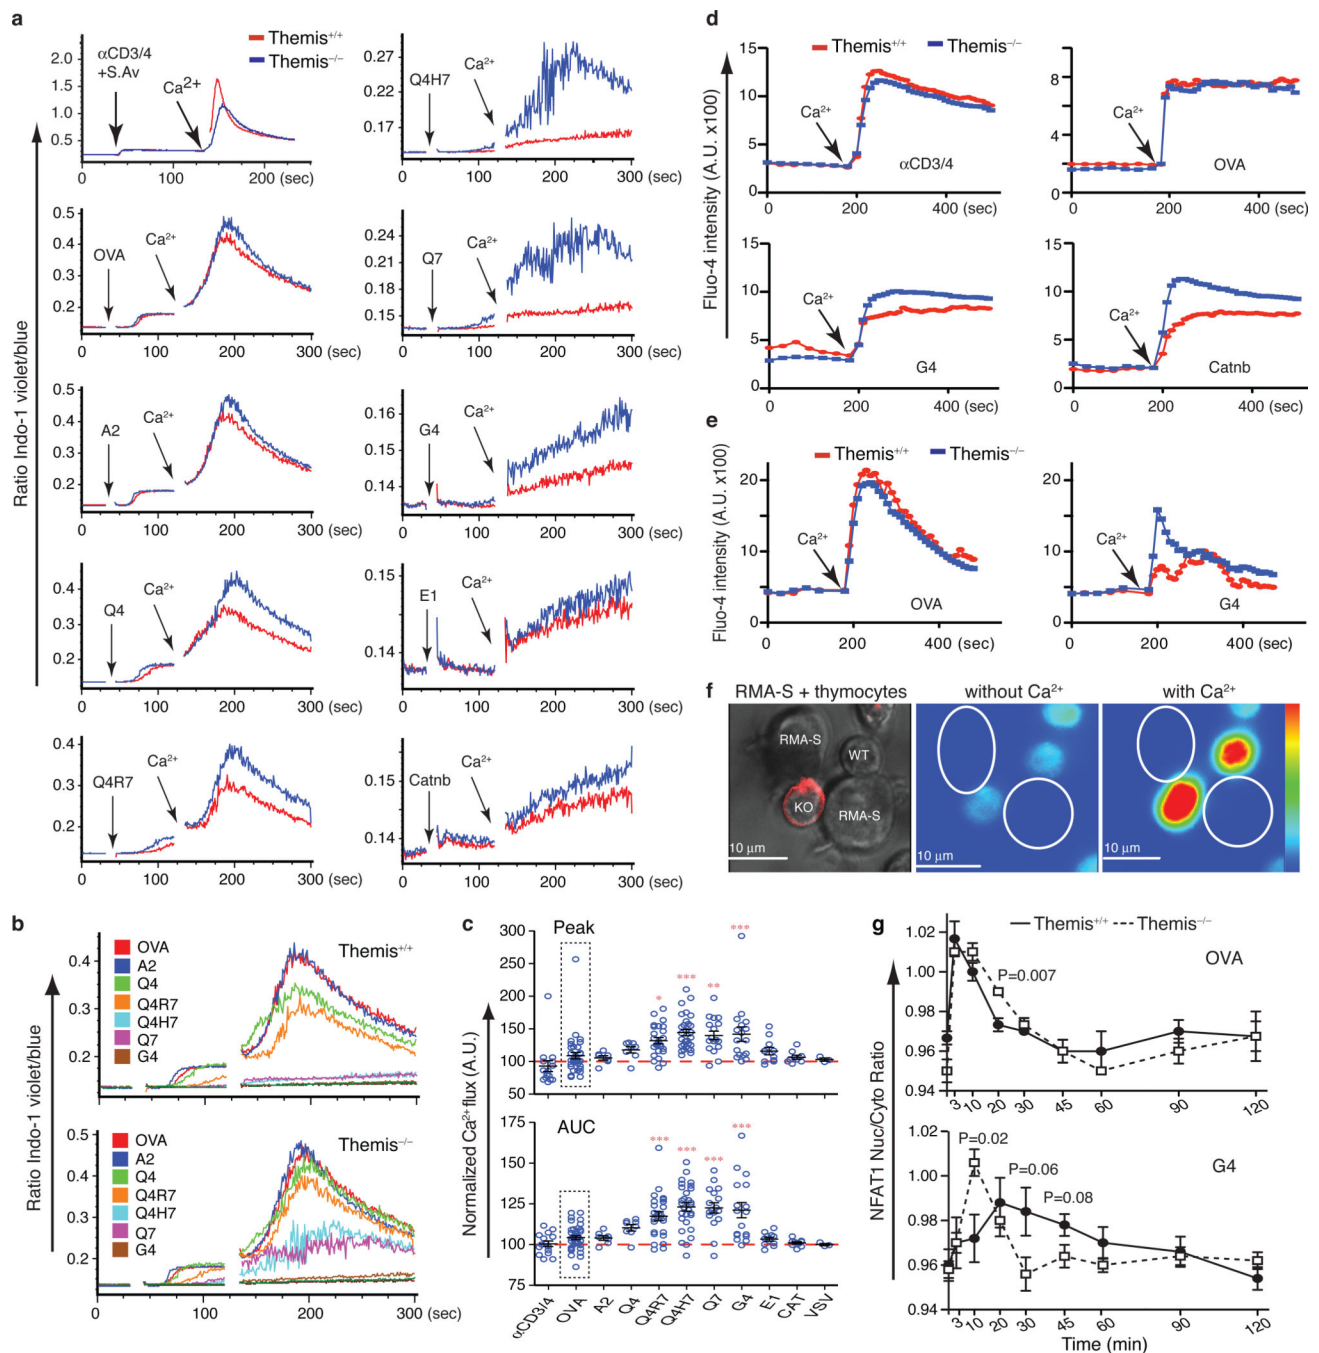 a
Themis+/+
Themis−/−
αCD3/4
+S.Av
Ca2+
2.0
1.5
1.0
0.5
0 100 200 (sec)
Q4H7
Ca2+
0.27
0.17
0 100 200 300 (sec)
OVA
Ca2+
0.5
0.4
0.3
0.2
0 100 200 300 (sec)
Q7
Ca2+
0.24
0.21
0.15
0 100 200 300 (sec)
A2
Ca2+
0.5
0.4
0.3
0.2
0 100 200 300 (sec)
G4
Ca2+
0.16
0.14
0.13
0 100 200 300 (sec)
Q4
Ca2+
0.4
0.3
0.2
0 100 200 300 (sec)
E1
Ca2+
0.15
0.14
0 100 200 300 (sec)
Q4R7
Ca2+
0.4
0.3
0.2
0 100 200 300 (sec)
Catnb
Ca2+
0.15
0.14
0 100 200 300 (sec)
Ratio Indo-1 violet/blue
b
OVA
A2
Q4
Q4R7
Q4H7
Q7
G4
Themis+/+
0.4
0.3
0.2
OVA
A2
Q4
Q4R7
Q4H7
Q7
G4
Themis−/−
0.5
0.4
0.3
0.2
0 100 200 300 (sec)
Ratio Indo-1 violet/blue
c
Peak
300
250
200
150
100
50
* *** ** ***
AUC
175
150
125
100
75
*** *** *** ***
αCD3/4 OVA A2 Q4 Q4R7 Q4H7 Q7 G4 E1 CAT VSV
Normalized Ca2+ flux (A.U.)
d
Themis+/+ Themis−/−
15
10
5
0
Ca2+
αCD3/4
0 200 400 (sec)
8
6
4
2
0
Ca2+
OVA
0 200 400 (sec)
15
10
5
0
Ca2+
G4
0 200 400 (sec)
15
10
5
0
Ca2+
Catnb
0 200 400 (sec)
Fluo-4 intensity (A.U. x100)
e
Themis+/+ Themis−/−
20
10
0
Ca2+
OVA
0 200 400 (sec)
20
10
0
Ca2+
G4
0 200 400 (sec)
Fluo-4 intensity (A.U. x100)
f
RMA-S + thymocytes without Ca2+ with Ca2+
RMA-S
WT
KO
RMA-S
10 μm
10 μm
10 μm
g
Themis+/+ Themis−/−
1.02
1.00
0.98
0.96
0.94
OVA
P=0.007
3 10 20 30 45 60 90 120
1.02
1.00
0.98
0.96
0.94
P=0.02
G4
P=0.06
P=0.08
3 10 20 30 45 60 90 120
Time (min)
NFAT1 Nuc/Cyto Ratio